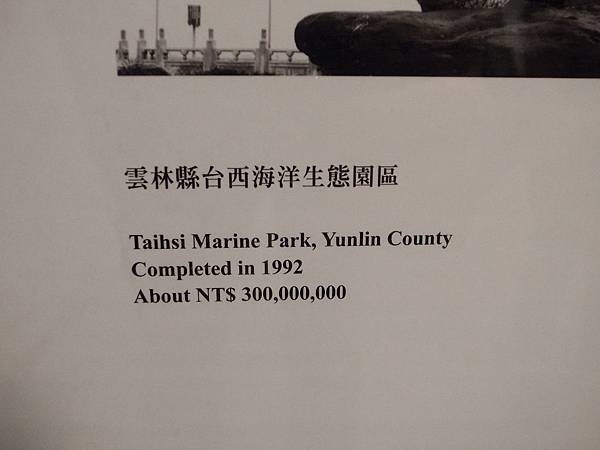 雲林縣台西海洋生態園區
Taihsi Marine Park, Yunlin County
Completed in 1992
About NT$ 300,000,000